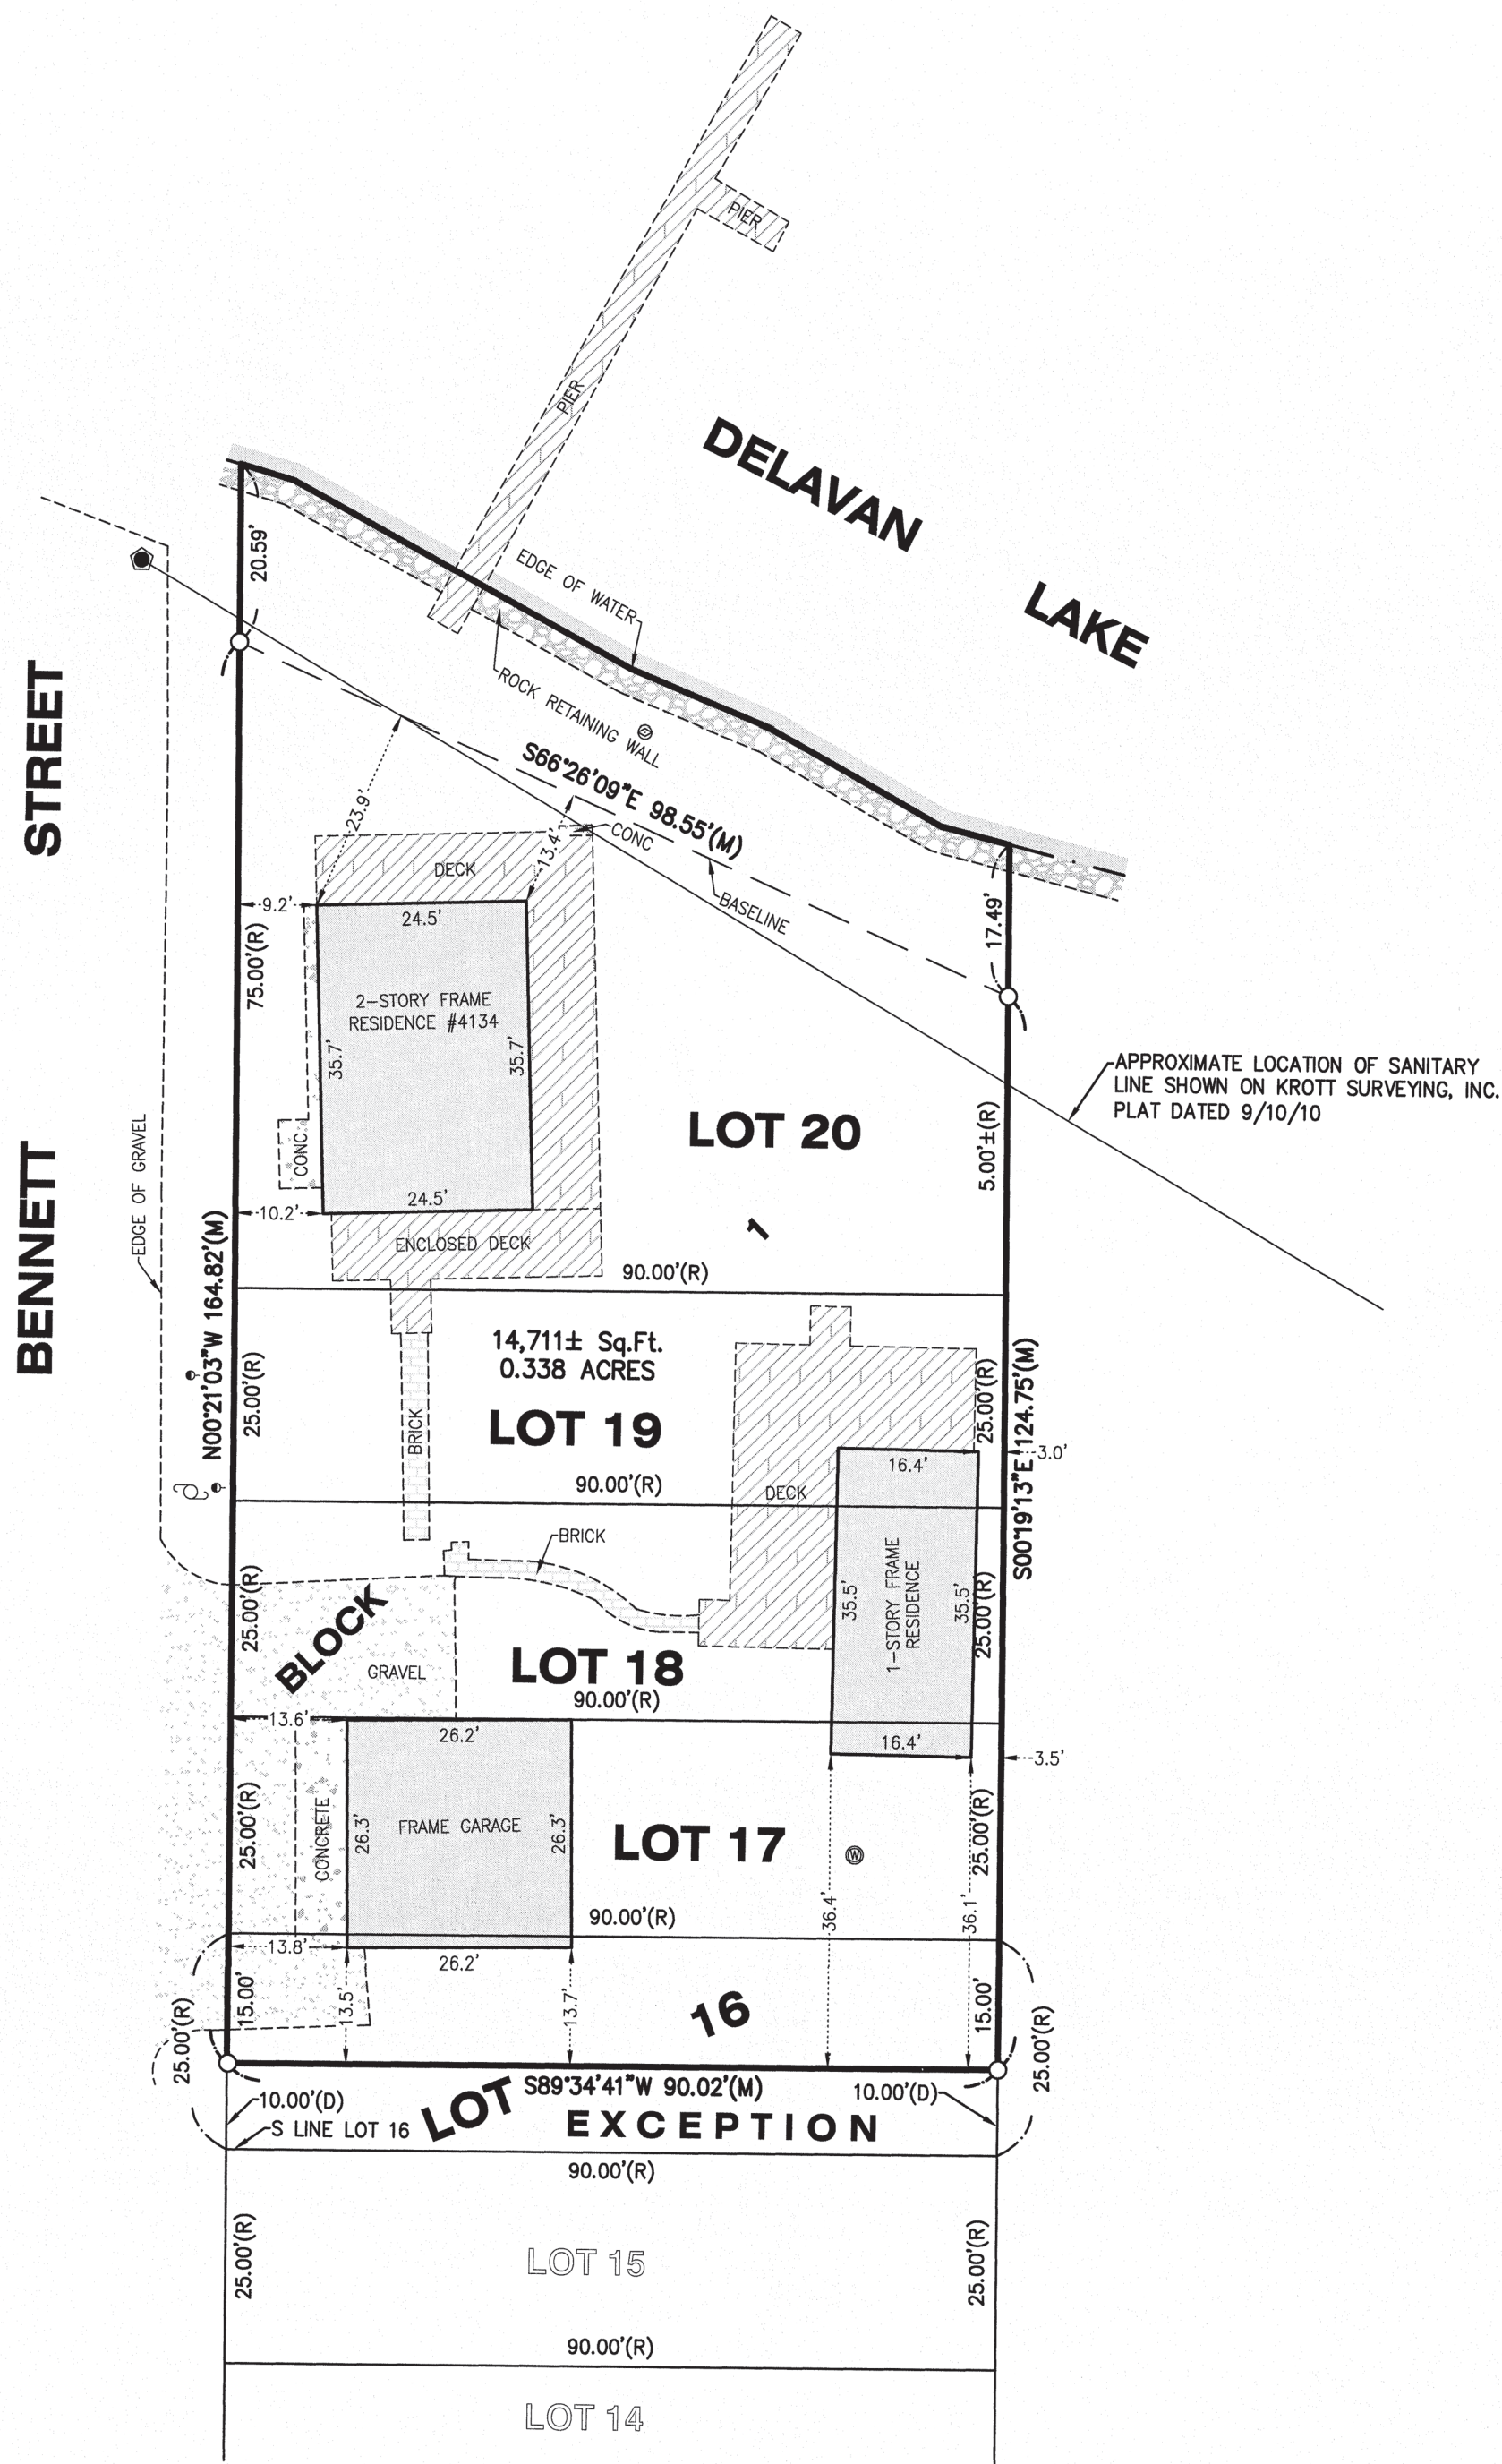 PIER
PIER
DELAVAN
LAKE
EDGE OF WATER
ROCK RETAINING WALL
20.59'
S66°26'09"E 98.55'(M)
CONC
BASELINE
23.9'
13.4'
DECK
9.2'
24.5'
75.00'(R)
17.49'
2-STORY FRAME
RESIDENCE #4134
35.7'
35.7'
STREET
BENNETT
EDGE OF GRAVEL
APPROXIMATE LOCATION OF SANITARY
LINE SHOWN ON KROTT SURVEYING, INC.
PLAT DATED 9/10/10
LOT 20
5.00'±(R)
CONC.
24.5'
10.2'
ENCLOSED DECK
1
90.00'(R)
N00°21'03"W 164.82'(M)
14,711± Sq.Ft.
0.338 ACRES
25.00'(R)
BRICK
LOT 19
25.00'(R)
S00°19'13"E 124.75'(M)
3.0'
16.4'
90.00'(R)
DECK
BRICK
25.00'(R)
BLOCK
35.5'
1-STORY FRAME
RESIDENCE
35.5'
25.00'(R)
GRAVEL
LOT 18
90.00'(R)
13.6'
26.2'
16.4'
3.5'
25.00'(R)
CONCRETE
26.3'
FRAME GARAGE
26.3'
LOT 17
W
25.00'(R)
36.4'
36.1'
90.00'(R)
13.8'
26.2'
15.00'
13.5'
13.7'
16
15.00'
25.00'(R)
25.00'(R)
S89°34'41"W 90.02'(M)
10.00'(D)
10.00'(D)
LOT
EXCEPTION
S LINE LOT 16
90.00'(R)
25.00'(R)
LOT 15
25.00'(R)
90.00'(R)
LOT 14